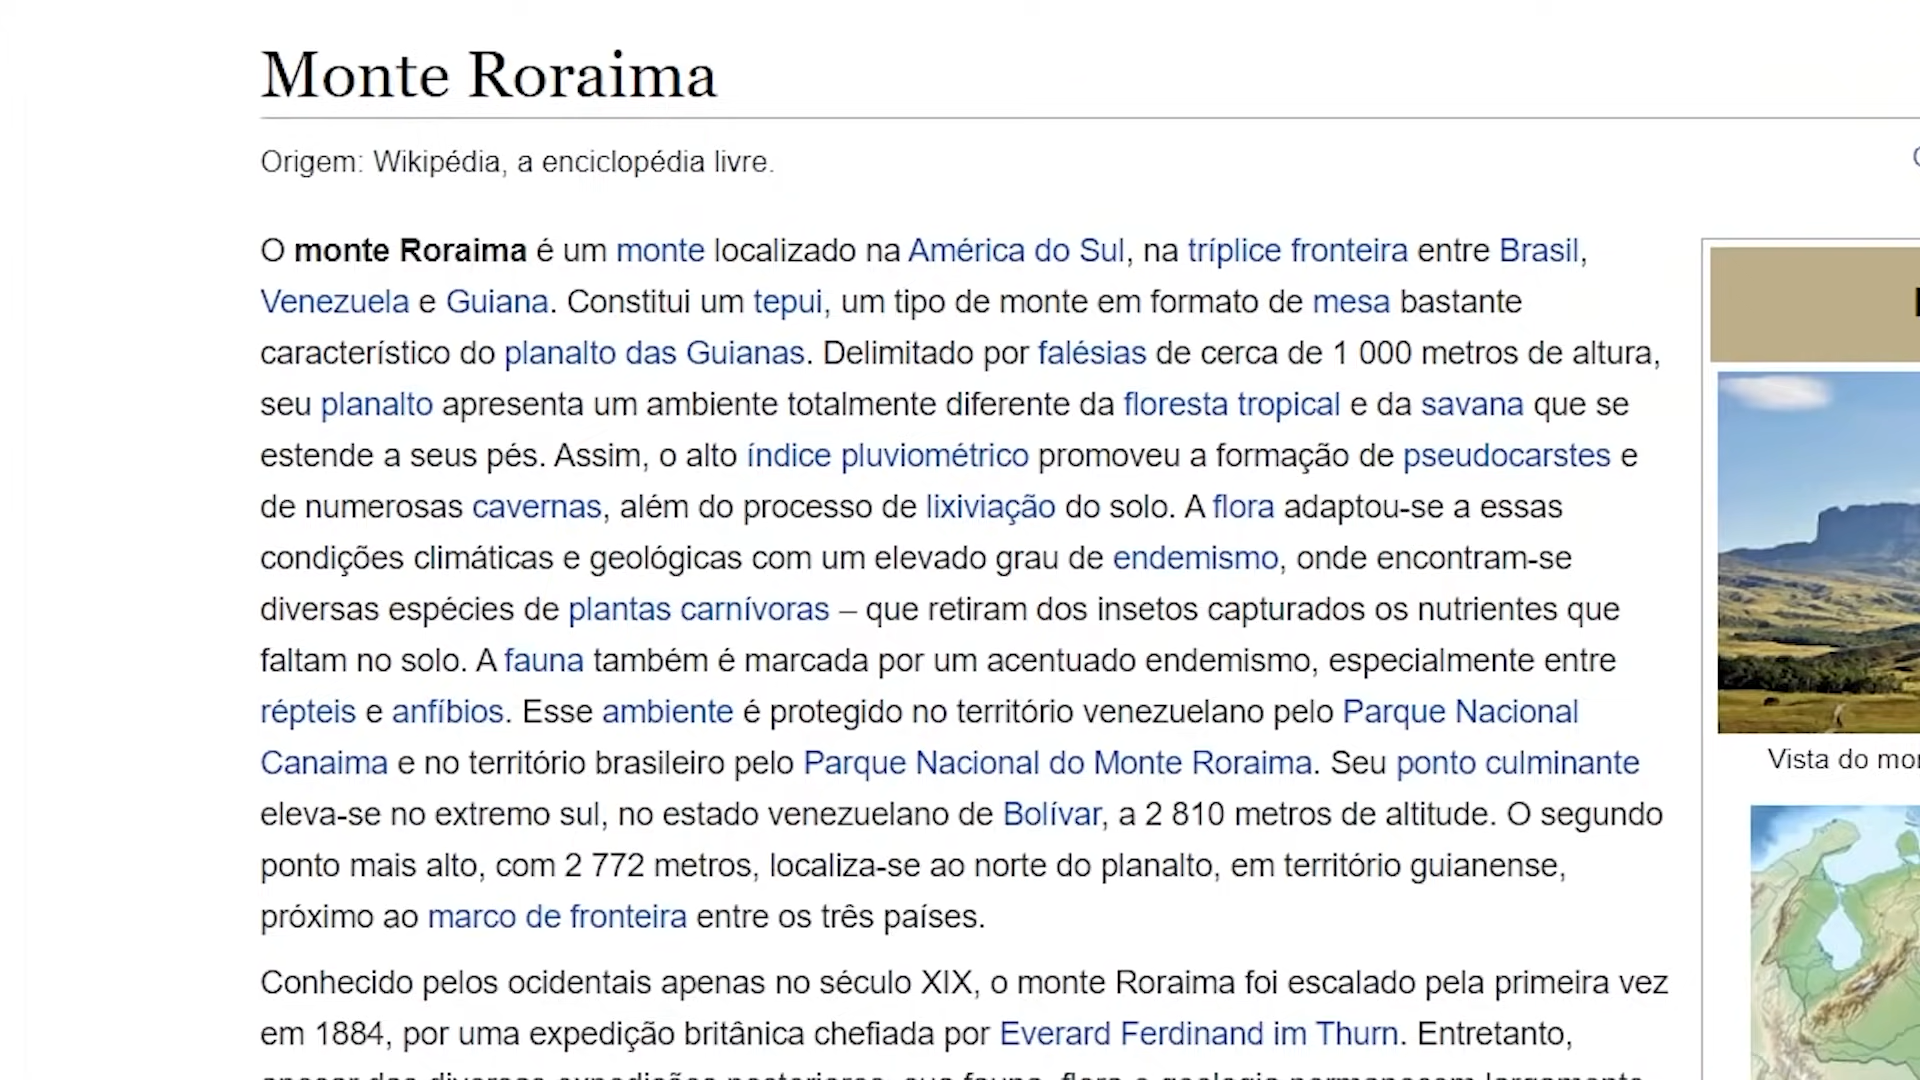 Monte Roraima
Origem: Wikipédia, a enciclopédia livre.
O monte Roraima é um monte localizado na América do Sul, na tríplice fronteira entre Brasil,
Venezuela e Guiana. Constitui um tepui, um tipo de monte em formato de mesa bastante
característico do planalto das Guianas. Delimitado por falésias de cerca de 1 000 metros de altura,
seu planalto apresenta um ambiente totalmente diferente da floresta tropical e da savana que se
estende a seus pés. Assim, o alto índice pluviométrico promoveu a formação de pseudocarstes e
de numerosas cavernas, além do processo de lixiviação do solo. A flora adaptou-se a essas
condições climáticas e geológicas com um elevado grau de endemismo, onde encontram-se
diversas espécies de plantas carnívoras – que retiram dos insetos capturados os nutrientes que
faltam no solo. A fauna também é marcada por um acentuado endemismo, especialmente entre
répteis e anfíbios. Esse ambiente é protegido no território venezuelano pelo Parque Nacional
Canaima e no território brasileiro pelo Parque Nacional do Monte Roraima. Seu ponto culminante
eleva-se no extremo sul, no estado venezuelano de Bolívar, a 2 810 metros de altitude. O segundo
ponto mais alto, com 2 772 metros, localiza-se ao norte do planalto, em território guianense,
próximo ao marco de fronteira entre os três países.
Conhecido pelos ocidentais apenas no século XIX, o monte Roraima foi escalado pela primeira vez
em 1884, por uma expedição britânica chefiada por Everard Ferdinand im Thurn. Entretanto,
Vista do